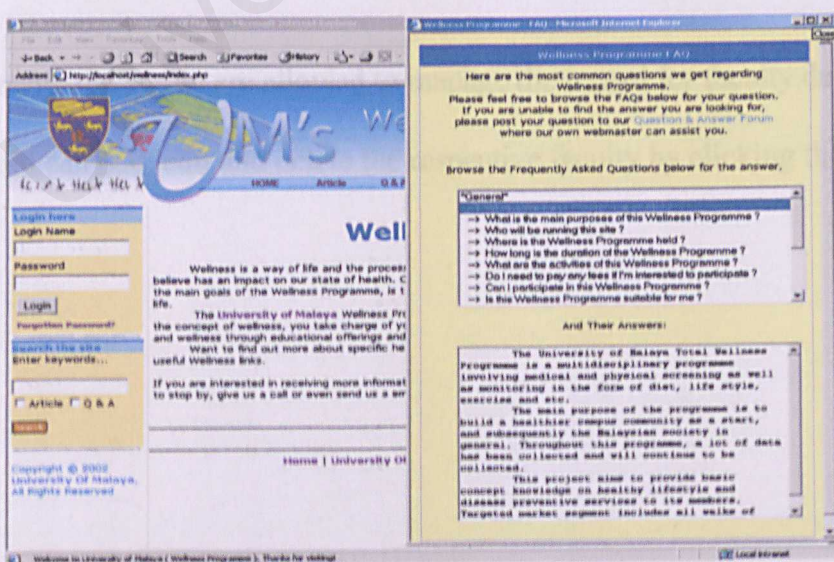 Wellness Programme - University Of Malaya - Microsoft Internet Explorer
File Edit View Favorites Tools Help
Back Search Favorites History
Address http://localhost/wellness/index.php
UM's We
HOME Article Q & A
Login here
Login Name
Password
Login
Forgotten Password?
Search the site
Enter keywords...
Article Q & A
Search
Copyright © 2002
University Of Malaya,
All Rights Reserved
Well
Wellness is a way of life and the process
believe has an impact on our state of health. C
the main goals of the Wellness Programme, is t
life.
The University of Malaya Wellness Pro
the concept of wellness, you take charge of yo
and wellness through educational offerings and
Want to find out more about specific he
useful Wellness links.
If you are interested in receiving more informat
to stop by, give us a call or even send us a em
Home | University Of
Welcome to University of Malaya ( Wellness Programme ). Thanks for visiting!
Wellness Programme : FAQ - Microsoft Internet Explorer
Close
Wellness Programme FAQ
Here are the most common questions we get regarding
Wellness Programme.
Please feel free to browse the FAQs below for your question.
If you are unable to find the answer you are looking for,
please post your question to our Question & Answer Forum
where our own webmaster can assist you.
Browse the Frequently Asked Questions below for the answer.
"General"
--> What is the main purposes of this Wellness Programme ?
--> Who will be running this site ?
--> Where is the Wellness Programme held ?
--> How long is the duration of the Wellness Programme ?
--> What are the activities of this Wellness Programme ?
--> Do I need to pay any fees if I'm interested to participate ?
--> Can I participate in this Wellness Programme ?
--> Is this Wellness Programme suitable for me ?
And Their Answers:
The University of Malaya Total Wellness
Programme is a multidisciplinary programme
involving medical and physical screening as well
as monitoring in the form of diet, life style,
exercise and etc.
The main purpose of the programme is to
build a healthier campus community as a start,
and subsequently the Malaysian society in
general. Throughout this programme, a lot of data
has been collected and will continue to be
collected.
This project aims to provide basic
concept knowledge on healthy lifestyle and
disease preventive services to its members.
Targeted market segment includes all walks of
Local intranet